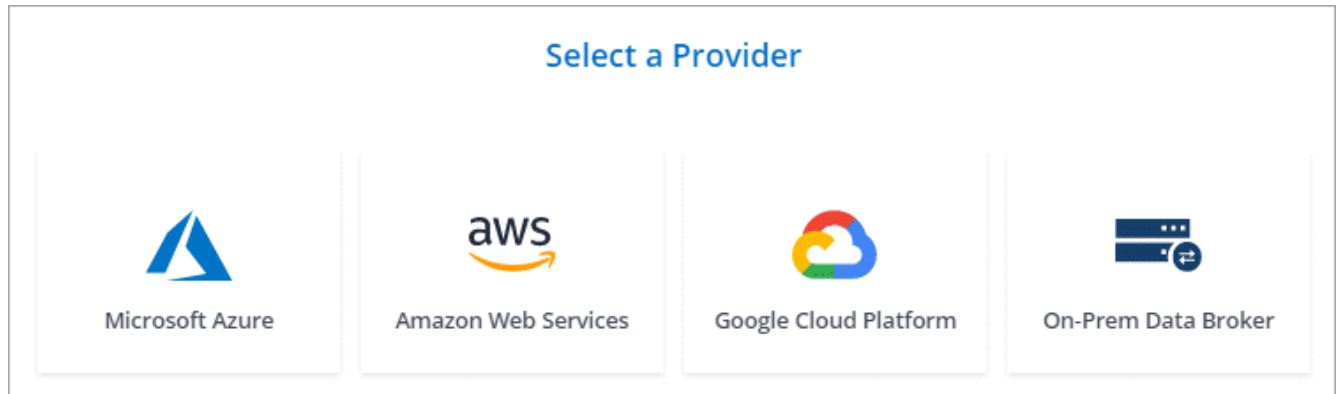 Select a Provider
aws
Microsoft Azure
Amazon Web Services
Google Cloud Platform
On-Prem Data Broker